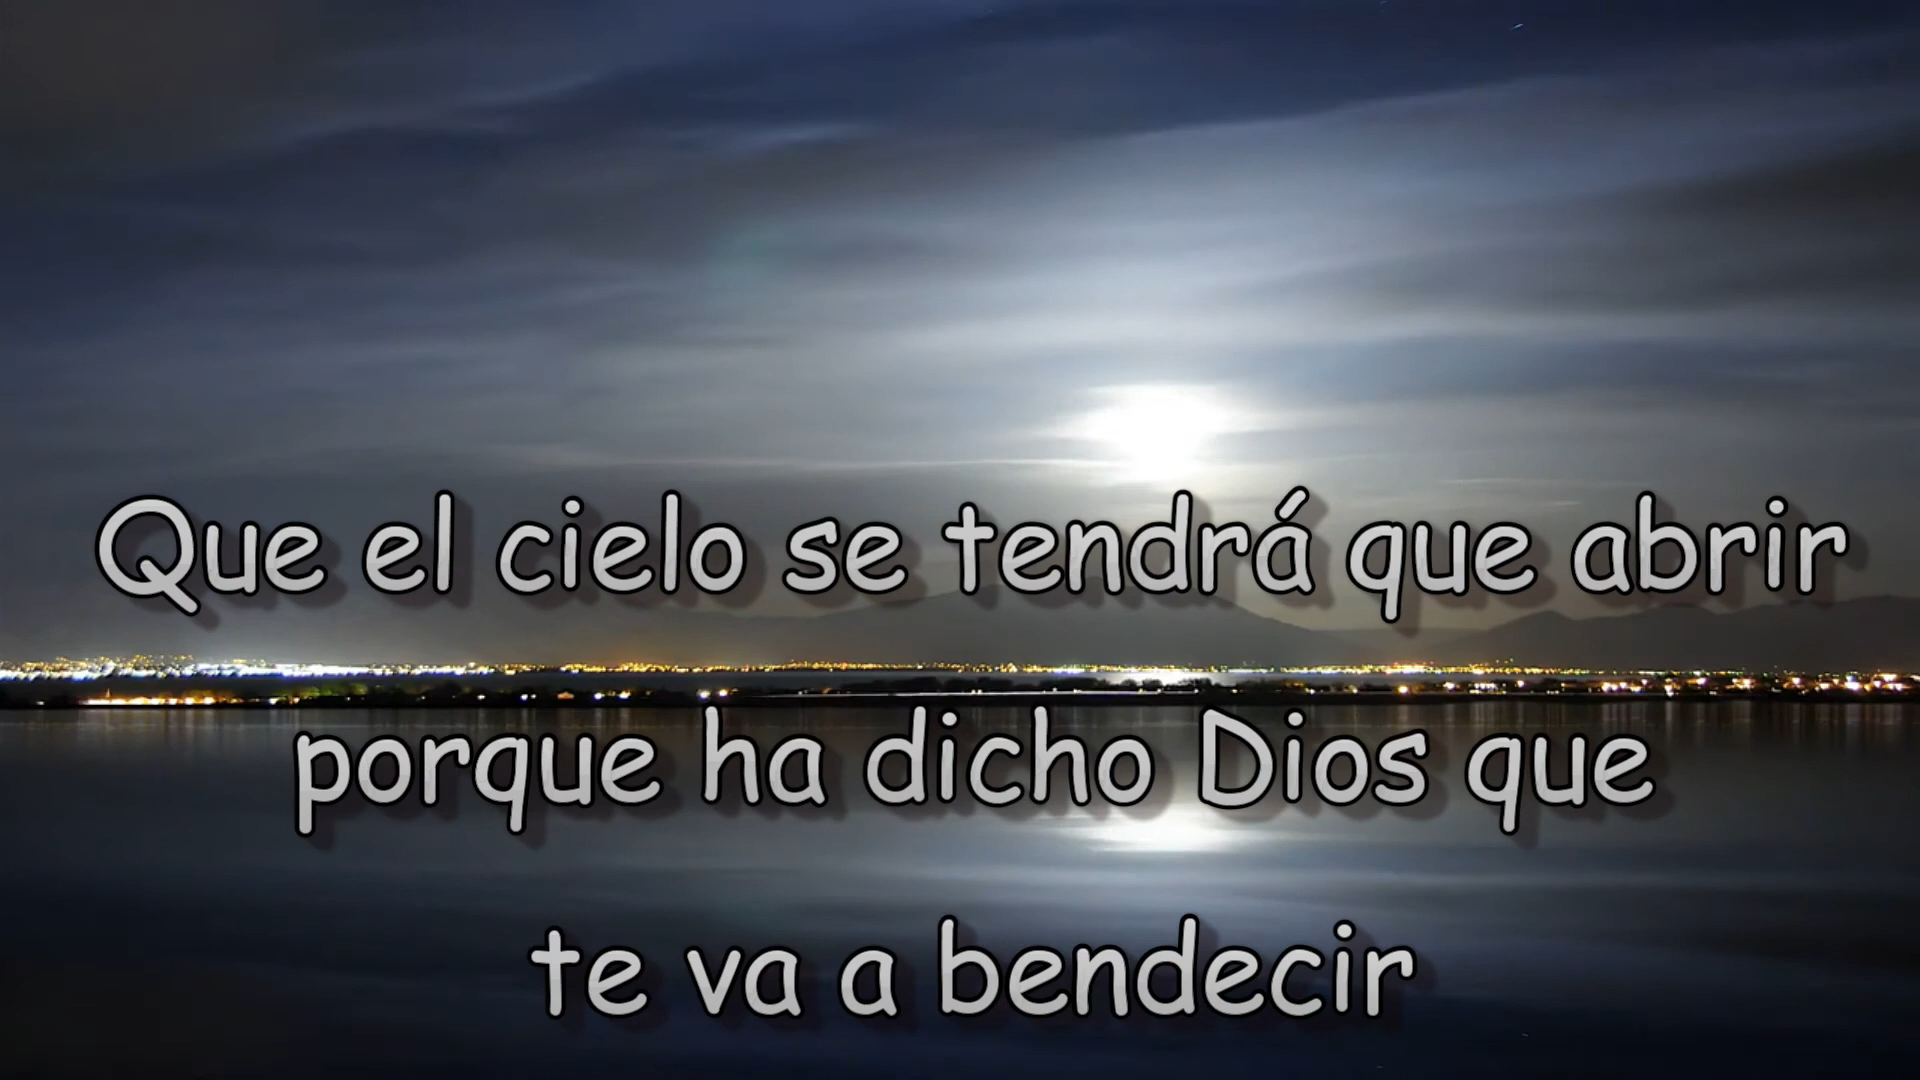 Que el cielo se tendrá que abrir
porque ha dicho Dios que
te va a bendecir